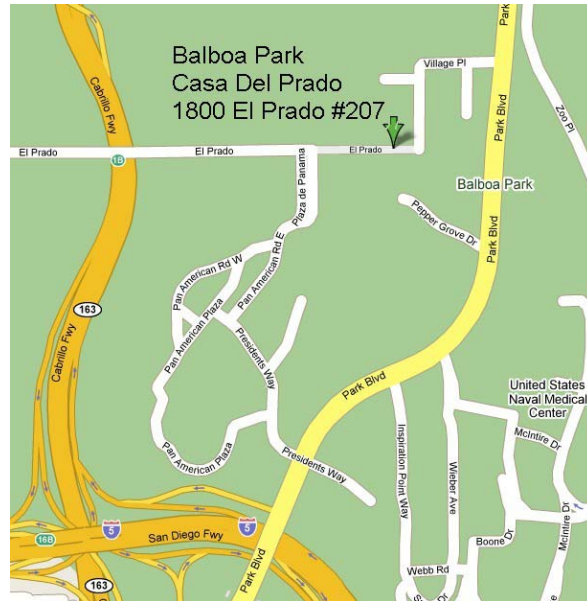 Park
Balboa Park
Casa Del Prado
1800 El Prado #207
Cabrillo Fwy
Village Pl
Park Blvd
Zoo Pl
El Prado
1B
El Prado
El Prado
Plaza de Panama
Balboa Park
Pepper Grove Dr
Park Blvd
Pan American Rd W
Pan American Rd E
163
Pan American Plaza
Presidents Way
Cabrillo Fwy
Park Blvd
United States
Naval Medical
Center
Inspiration Point Way
Wieber Ave
McIntire Dr
Pan American Plaza
Presidents Way
McIntire Dr
5
5
16B
San Diego Fwy
Boone Dr
Park Blvd
Webb Rd
163
Dr